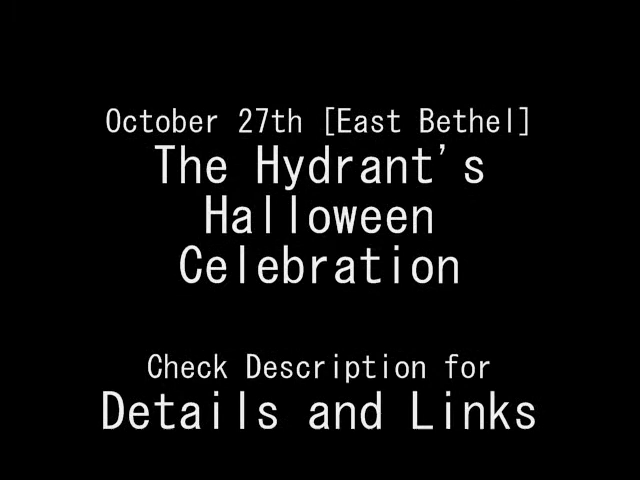 October 27th [East Bethel]
The Hydrant's
Halloween
Celebration
Check Description for
Details and Links